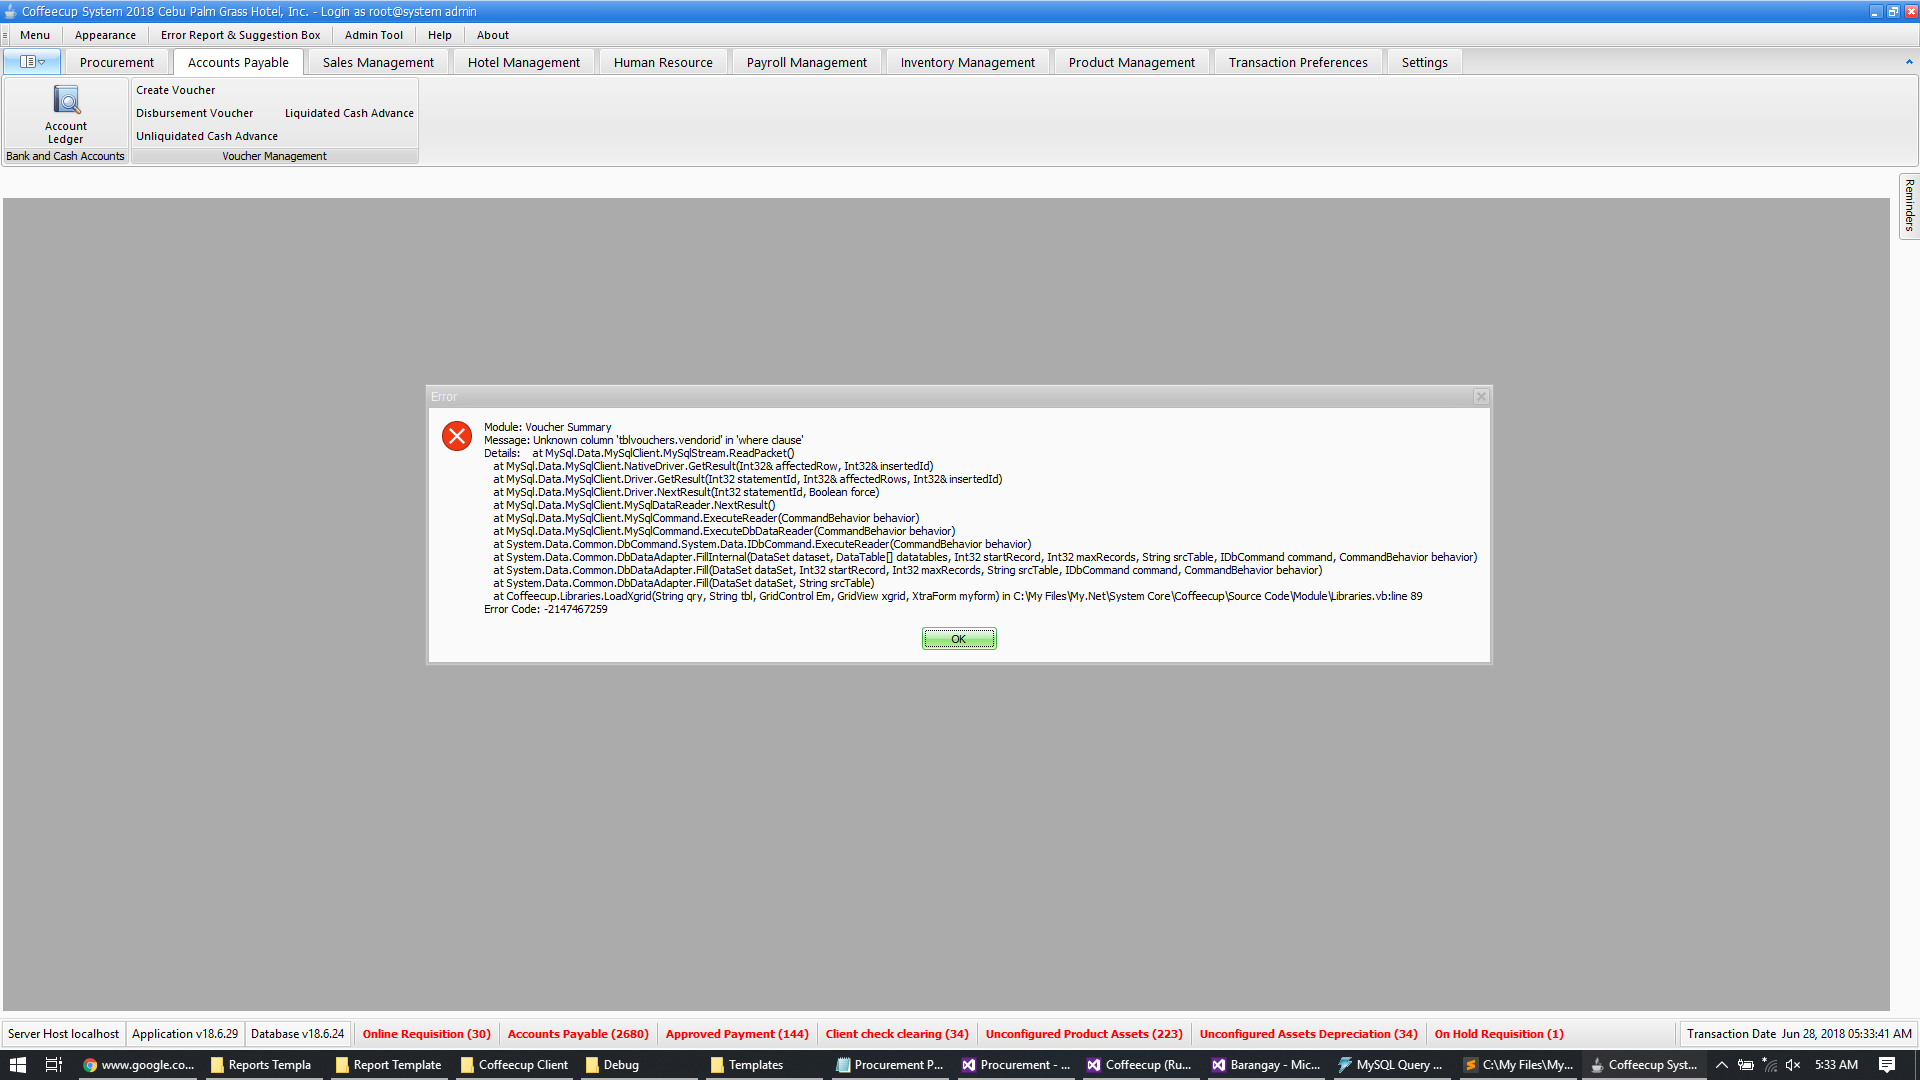 Coffeecup System 2018 Cebu Palm Grass Hotel, Inc. - Login as root@system admin
Menu Appearance Error Report & Suggestion Box Admin Tool Help About
Procurement Accounts Payable Sales Management Hotel Management Human Resource Payroll Management Inventory Management Product Management Transaction Preferences Settings
Account
Ledger
Bank and Cash Accounts
Create Voucher
Disbursement Voucher Liquidated Cash Advance
Unliquidated Cash Advance
Voucher Management
Reminders
Error
Module: Voucher Summary
Message: Unknown column 'tblvouchers.vendorid' in 'where clause'
Details: at MySql.Data.MySqlClient.MySqlStream.ReadPacket()
at MySql.Data.MySqlClient.NativeDriver.GetResult(Int32& affectedRow, Int32& insertedId)
at MySql.Data.MySqlClient.Driver.GetResult(Int32 statementId, Int32& affectedRows, Int32& insertedId)
at MySql.Data.MySqlClient.Driver.NextResult(Int32 statementId, Boolean force)
at MySql.Data.MySqlClient.MySqlDataReader.NextResult()
at MySql.Data.MySqlClient.MySqlCommand.ExecuteReader(CommandBehavior behavior)
at MySql.Data.MySqlClient.MySqlCommand.ExecuteDbDataReader(CommandBehavior behavior)
at System.Data.Common.DbCommand.System.Data.IDbCommand.ExecuteReader(CommandBehavior behavior)
at System.Data.Common.DbDataAdapter.FillInternal(DataSet dataset, DataTable[] datatables, Int32 startRecord, Int32 maxRecords, String srcTable, IDbCommand command, CommandBehavior behavior)
at System.Data.Common.DbDataAdapter.Fill(DataSet dataSet, Int32 startRecord, Int32 maxRecords, String srcTable, IDbCommand command, CommandBehavior behavior)
at System.Data.Common.DbDataAdapter.Fill(DataSet dataSet, String srcTable)
at Coffeecup.Libraries.LoadXgrid(String qry, String tbl, GridControl Em, GridView xgrid, XtraForm myform) in C:\My Files\My.Net\System Core\Coffeecup\Source Code\Module\Libraries.vb:line 89
Error Code: -2147467259
OK
Server Host localhost Application v18.6.29 Database v18.6.24 Online Requisition (30) Accounts Payable (2680) Approved Payment (144) Client check clearing (34) Unconfigured Product Assets (223) Unconfigured Assets Depreciation (34) On Hold Requisition (1) Transaction Date Jun 28, 2018 05:33:41 AM
www.google.co... Reports Templa Report Template Coffeecup Client Debug Templates Procurement P... Procurement - ... Coffeecup (Ru... Barangay - Mic... MySQL Query ... C:\My Files\My... Coffeecup Syst... 5:33 AM